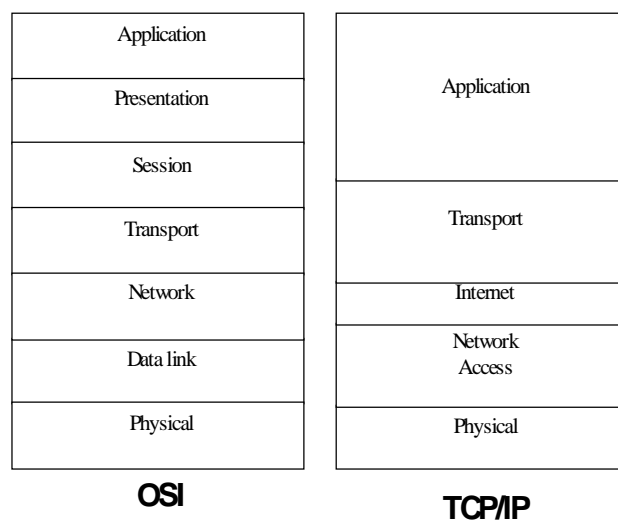 Application
Presentation
Session
Transport
Network
Data link
Physical
OSI
Application
Transport
Internet
Network
Access
Physical
TCP/IP